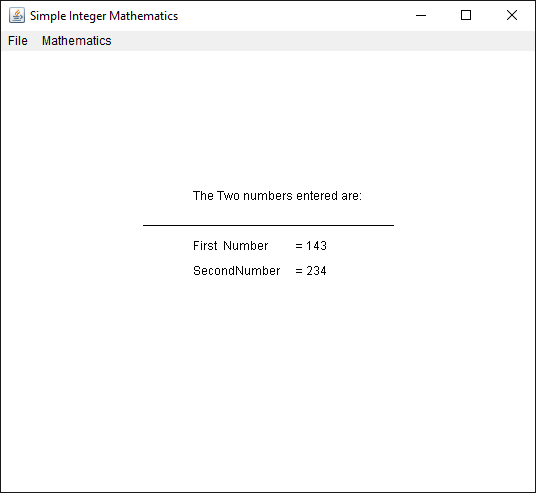 Simple Integer Mathematics
File Mathematics
The Two numbers entered are:
First Number = 143
SecondNumber = 234